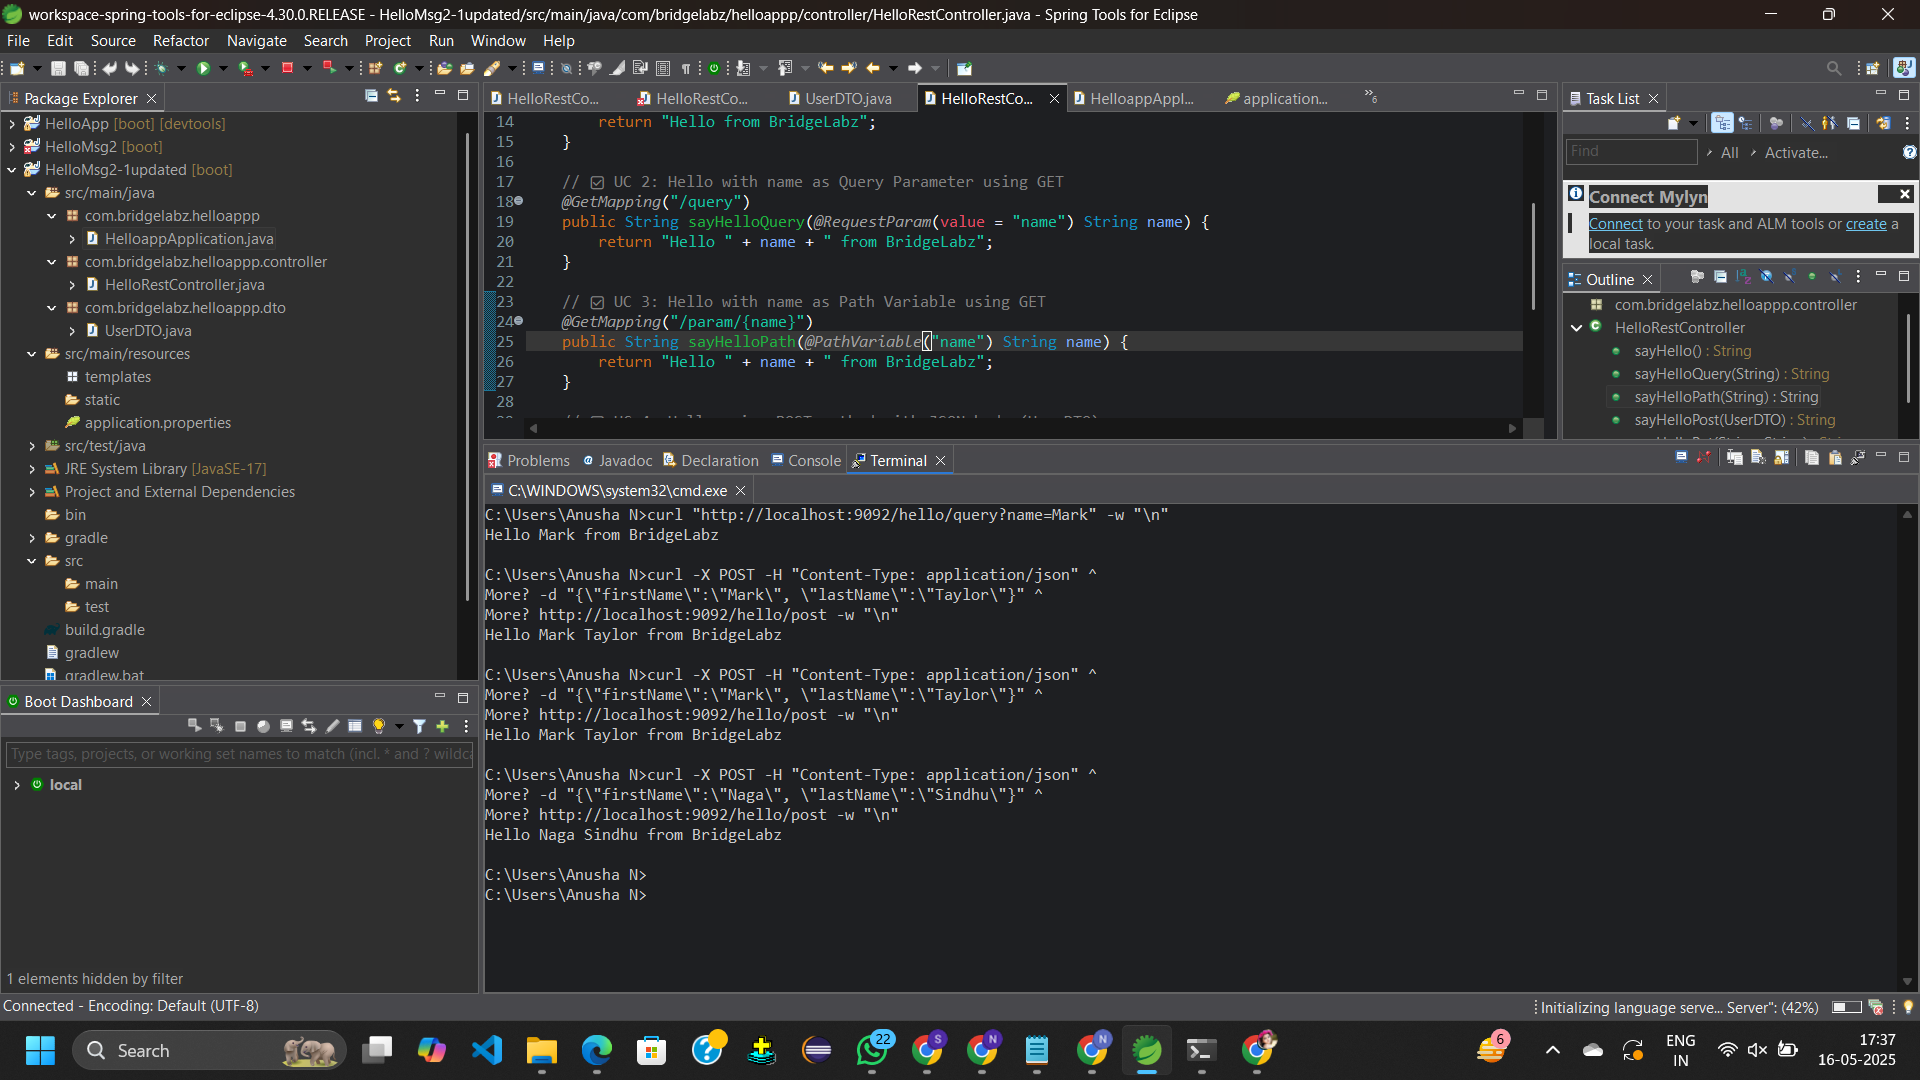 workspace-spring-tools-for-eclipse-4.30.0.RELEASE - HelloMsg2-1updated/src/main/java/com/bridgelabz/helloappp/controller/HelloRestController.java - Spring Tools for Eclipse
File Edit Source Refactor Navigate Search Project Run Window Help
Package Explorer
HelloApp [boot] [devtools]
HelloMsg2 [boot]
HelloMsg2-1updated [boot]
src/main/java
com.bridgelabz.helloappp
HelloappApplication.java
com.bridgelabz.helloappp.controller
HelloRestController.java
com.bridgelabz.helloappp.dto
UserDTO.java
src/main/resources
templates
static
application.properties
src/test/java
JRE System Library [JavaSE-17]
Project and External Dependencies
bin
gradle
src
main
test
build.gradle
gradlew
gradlew.bat
Boot Dashboard
Type tags, projects, or working set names to match (incl. * and ? wildca
local
1 elements hidden by filter
HelloRestCo... HelloRestCo... UserDTO.java HelloRestCo... HelloappAppl... application... »6
14 return "Hello from BridgeLabz";
15 }
16
17 // ☑ UC 2: Hello with name as Query Parameter using GET
18 @GetMapping("/query")
19 public String sayHelloQuery(@RequestParam(value = "name") String name) {
20 return "Hello " + name + " from BridgeLabz";
21 }
22
23 // ☑ UC 3: Hello with name as Path Variable using GET
24 @GetMapping("/param/{name}")
25 public String sayHelloPath(@PathVariable("name") String name) {
26 return "Hello " + name + " from BridgeLabz";
27 }
28
Task List
Find All Activate...
Connect Mylyn
Connect to your task and ALM tools or create a
local task.
Outline
com.bridgelabz.helloappp.controller
HelloRestController
sayHello() : String
sayHelloQuery(String) : String
sayHelloPath(String) : String
sayHelloPost(UserDTO) : String
Problems Javadoc Declaration Console Terminal
C:\WINDOWS\system32\cmd.exe
C:\Users\Anusha N>curl "http://localhost:9092/hello/query?name=Mark" -w "\n"
Hello Mark from BridgeLabz
C:\Users\Anusha N>curl -X POST -H "Content-Type: application/json" ^
More? -d "{\"firstName\":\"Mark\", \"lastName\":\"Taylor\"}" ^
More? http://localhost:9092/hello/post -w "\n"
Hello Mark Taylor from BridgeLabz
C:\Users\Anusha N>curl -X POST -H "Content-Type: application/json" ^
More? -d "{\"firstName\":\"Mark\", \"lastName\":\"Taylor\"}" ^
More? http://localhost:9092/hello/post -w "\n"
Hello Mark Taylor from BridgeLabz
C:\Users\Anusha N>curl -X POST -H "Content-Type: application/json" ^
More? -d "{\"firstName\":\"Naga\", \"lastName\":\"Sindhu\"}" ^
More? http://localhost:9092/hello/post -w "\n"
Hello Naga Sindhu from BridgeLabz
C:\Users\Anusha N>
C:\Users\Anusha N>
Connected - Encoding: Default (UTF-8)
Initializing language serve... Server": (42%)
Search
22
S
N
N
6
ENG
IN
17:37
16-05-2025